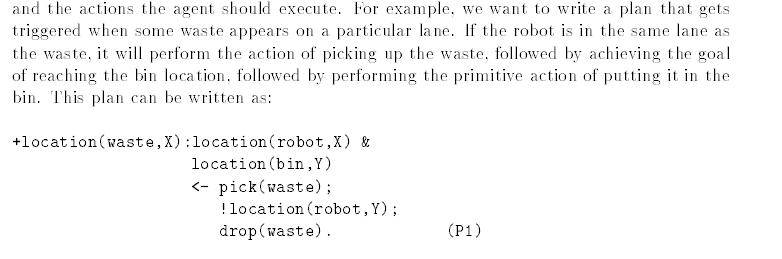 and the actions the agent should execute. For example, we want to write a plan that gets
triggered when some waste appears on a particular lane. If the robot is in the same lane as
the waste, it will perform the action of picking up the waste, followed by achieving the goal
of reaching the bin location, followed by performing the primitive action of putting it in the
bin. This plan can be written as:
+location(waste,X):location(robot,X) &
location(bin,Y)
<- pick(waste);
!location(robot,Y);
drop(waste). (P1)